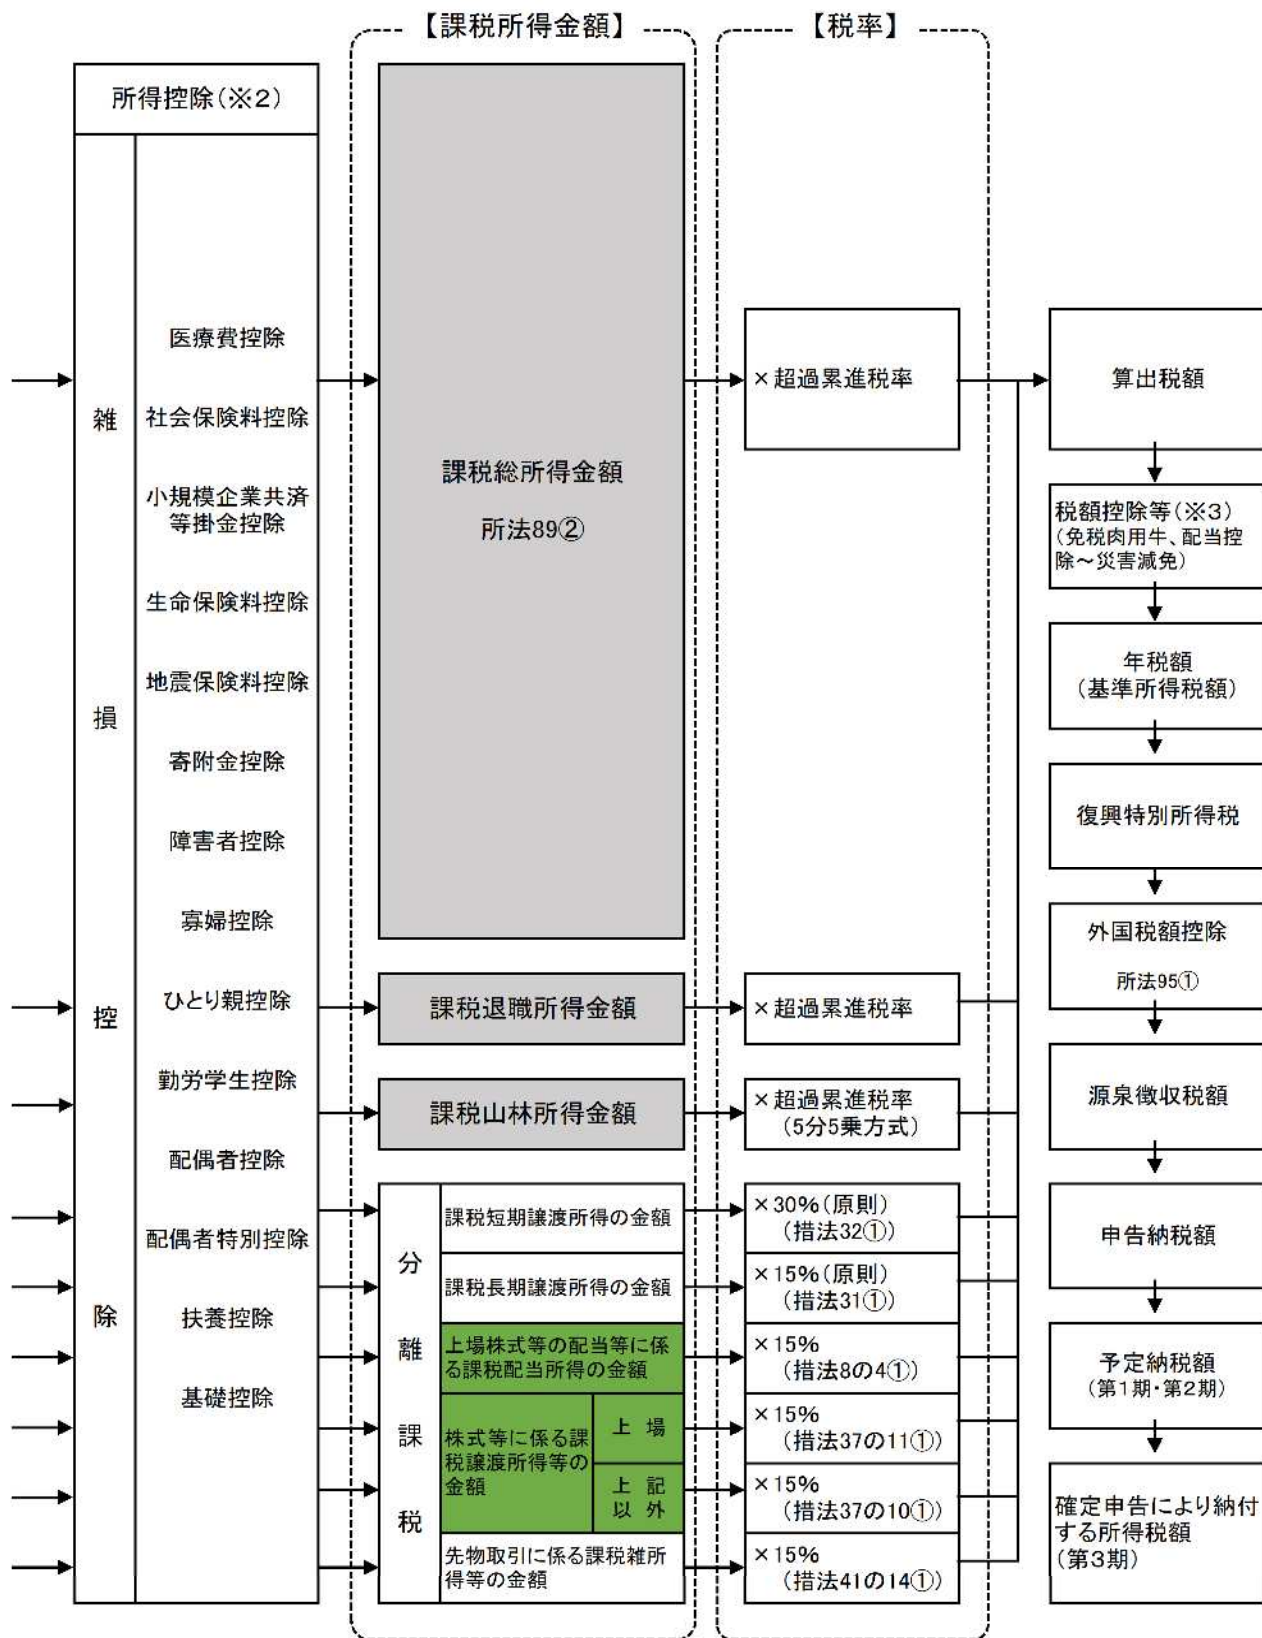 【課税所得金額】
【税率】
所得控除(※2)
雑
損
控
除
医療費控除
社会保険料控除
小規模企業共済
等掛金控除
生命保険料控除
地震保険料控除
寄附金控除
障害者控除
寡婦控除
ひとり親控除
勤労学生控除
配偶者控除
配偶者特別控除
扶養控除
基礎控除
課税総所得金額
所法89②
課税退職所得金額
課税山林所得金額
分
離
課
税
課税短期譲渡所得の金額
課税長期譲渡所得の金額
上場株式等の配当等に係
る課税配当所得の金額
株式等に係る課
税譲渡所得等の
金額
上 場
上 記
以 外
先物取引に係る課税雑所
得等の金額
×超過累進税率
×超過累進税率
×超過累進税率
(5分5乗方式)
×30%(原則)
(措法32①)
×15%(原則)
(措法31①)
×15%
(措法8の4①)
×15%
(措法37の11①)
×15%
(措法37の10①)
×15%
(措法41の14①)
算出税額
税額控除等(※3)
(免税肉用牛、配当控
除~災害減免)
年税額
(基準所得税額)
復興特別所得税
外国税額控除
所法95①
源泉徴収税額
申告納税額
予定納税額
(第1期・第2期)
確定申告により納付
する所得税額
(第3期)